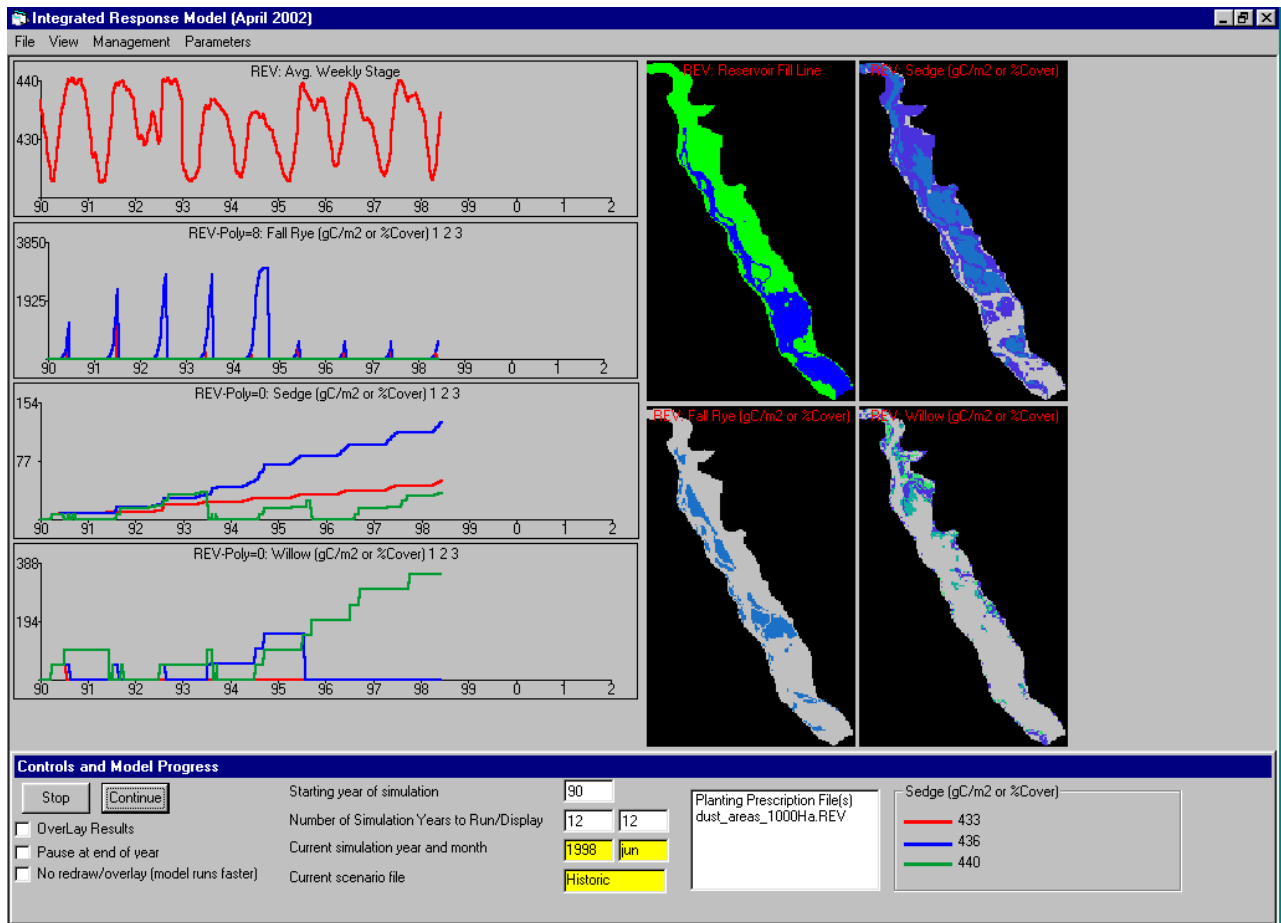 Integrated Response Model (April 2002)
File View Management Parameters
REV: Avg. Weekly Stage
440
430
90 91 92 93 94 95 96 97 98 99 0 1 2
REV-Poly=8: Fall Rye (gC/m2 or %Cover) 1 2 3
3850
1925
90 91 92 93 94 95 96 97 98 99 0 1 2
REV-Poly=0: Sedge (gC/m2 or %Cover) 1 2 3
154
77
90 91 92 93 94 95 96 97 98 99 0 1 2
REV-Poly=0: Willow (gC/m2 or %Cover) 1 2 3
388
194
90 91 92 93 94 95 96 97 98 99 0 1 2
REV: Reservoir Fill Line
REV: Sedge (gC/m2 or %Cover)
REV: Fall Rye (gC/m2 or %Cover)
REV: Willow (gC/m2 or %Cover)
Controls and Model Progress
Stop Continue
OverLay Results
Pause at end of year
No redraw/overlay (model runs faster)
Starting year of simulation 90
Number of Simulation Years to Run/Display 12 12
Current simulation year and month 1998 jun
Current scenario file Historic
Planting Prescription File(s)
dust_areas_1000Ha.REV
Sedge (gC/m2 or %Cover)
433
436
440